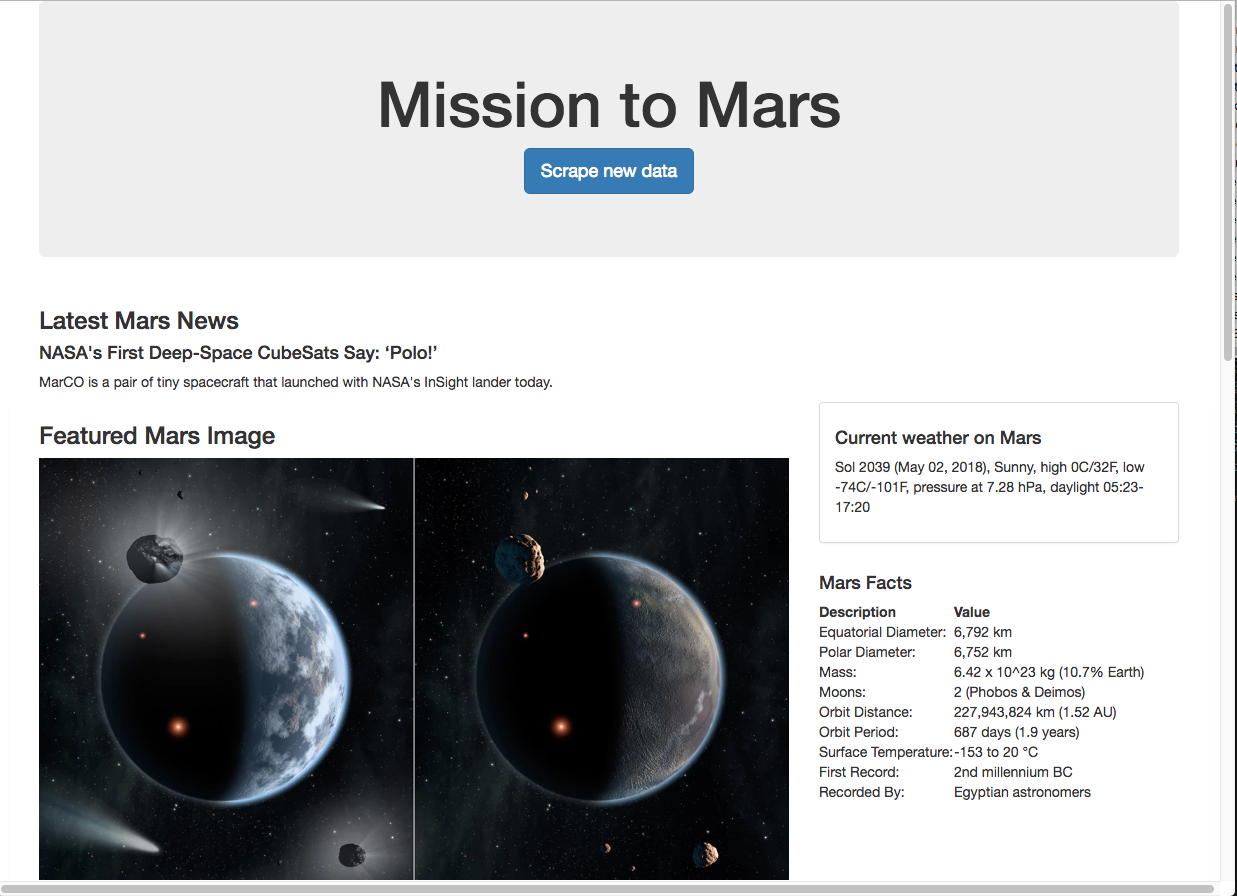 Mission to Mars
Scrape new data
Latest Mars News
NASA's First Deep-Space CubeSats Say: ‘Polo!’
MarCO is a pair of tiny spacecraft that launched with NASA's InSight lander today.
Featured Mars Image
Current weather on Mars
Sol 2039 (May 02, 2018), Sunny, high 0C/32F, low
-74C/-101F, pressure at 7.28 hPa, daylight 05:23-
17:20
Mars Facts
Description Value
Equatorial Diameter: 6,792 km
Polar Diameter: 6,752 km
Mass: 6.42 x 10^23 kg (10.7% Earth)
Moons: 2 (Phobos & Deimos)
Orbit Distance: 227,943,824 km (1.52 AU)
Orbit Period: 687 days (1.9 years)
Surface Temperature: -153 to 20 °C
First Record: 2nd millennium BC
Recorded By: Egyptian astronomers